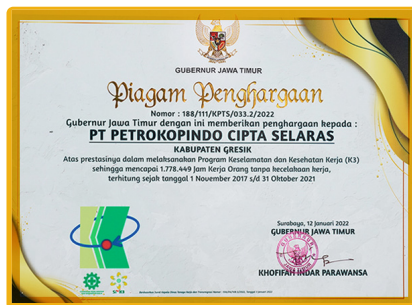 GUBERNUR JAWA TIMUR
Piagam Penghargaan
Nomor : 188/111/KPTS/033.2/2022
Gubernur Jawa Timur dengan ini memberikan penghargaan kepada :
PT PETROKOPINDO CIPTA SELARAS
KABUPATEN GRESIK
Atas prestasinya dalam melaksanakan Program Keselamatan dan Kesehatan Kerja (K3)
sehingga mencapai 1.778.449 Jam Kerja Orang tanpa kecelakaan kerja,
terhitung sejak tanggal 1 November 2017 s/d 31 Oktober 2021
Surabaya, 12 Januari 2022
GUBERNUR JAWA TIMUR
KHOFIFAH INDAR PARAWANSA